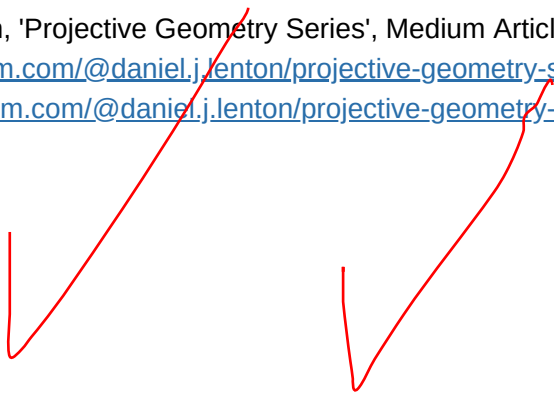 , 'Projective Geometry Series', Medium Articl
m.com/@daniel.j.lenton/projective-geometry-s
m.com/@daniel.j.lenton/projective-geometry-